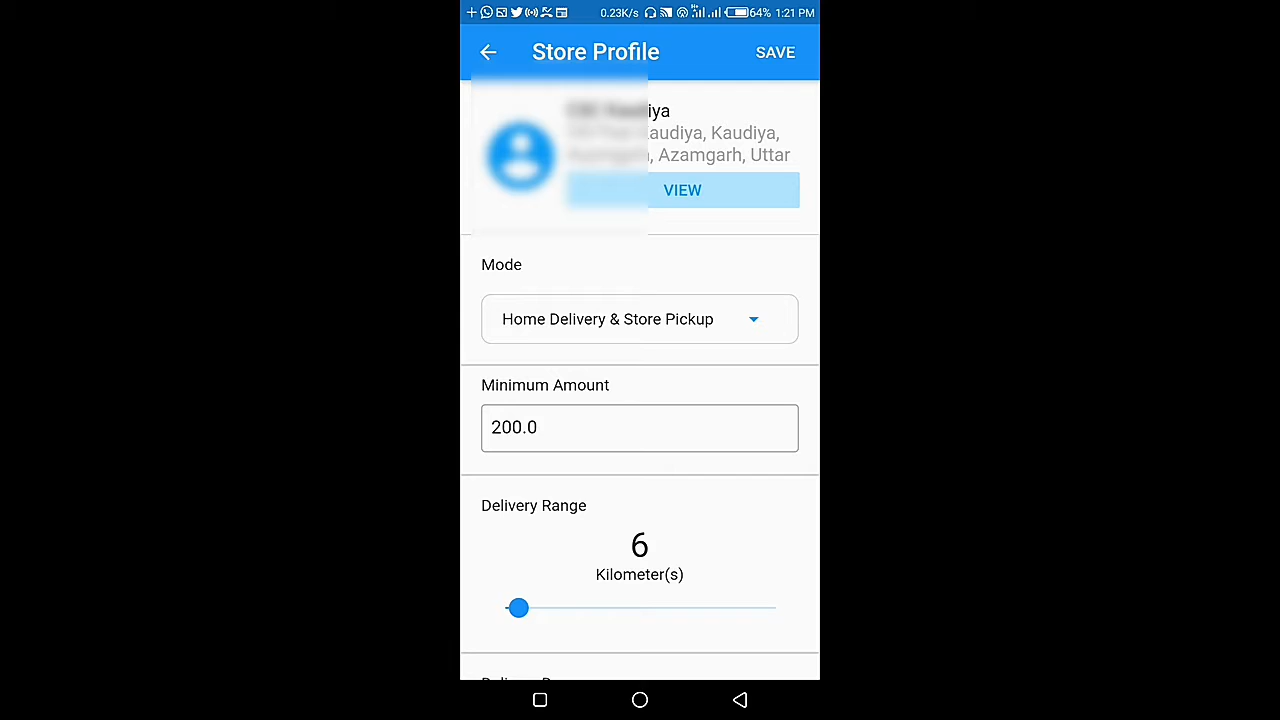 0.23K/s 64% 1:21 PM
Store Profile SAVE
iya
audiya, Kaudiya,
, Azamgarh, Uttar
VIEW
Mode
Home Delivery & Store Pickup
Minimum Amount
200.0
Delivery Range
6
Kilometer(s)